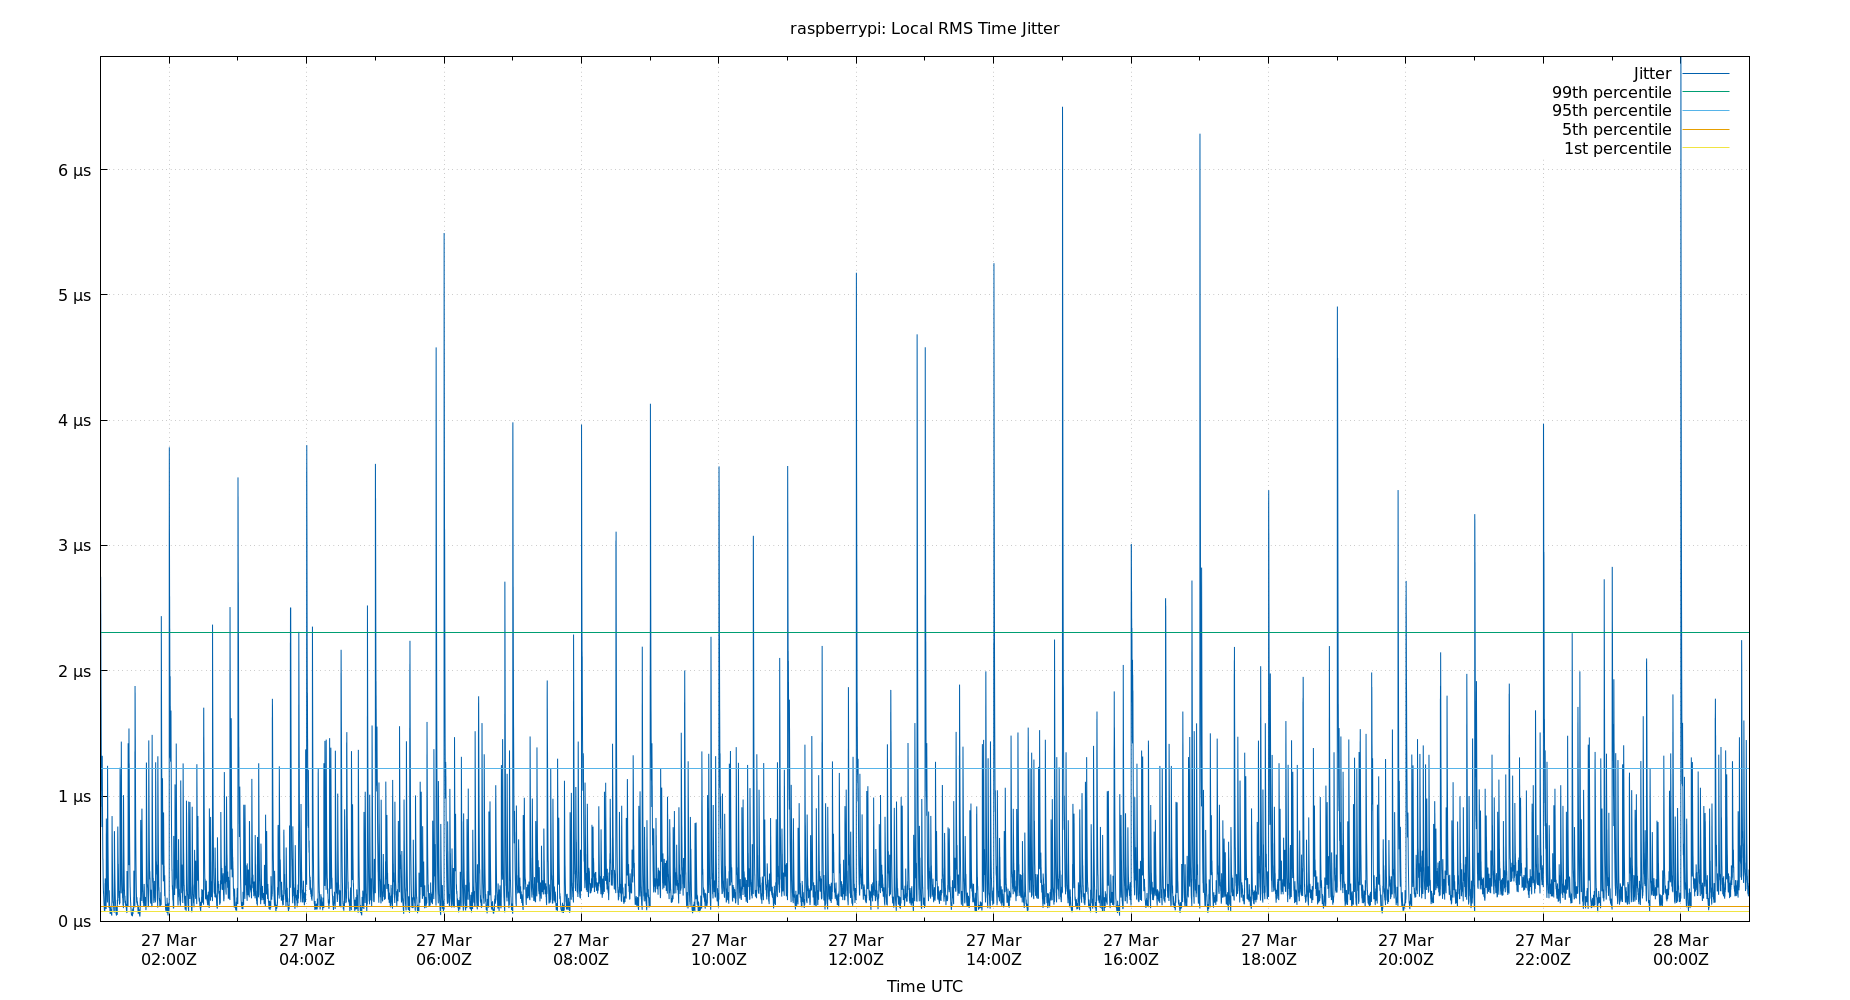 raspberrypi: Local RMS Time Jitter
Jitter
99th percentile
95th percentile
5th percentile
1st percentile
6 µs
5 µs
4 µs
3 µs
2 µs
1 µs
0 µs
27 Mar 27 Mar 27 Mar 27 Mar 27 Mar 27 Mar 27 Mar 27 Mar 27 Mar 27 Mar 27 Mar 28 Mar
02:00Z 04:00Z 06:00Z 08:00Z 10:00Z 12:00Z 14:00Z 16:00Z 18:00Z 20:00Z 22:00Z 00:00Z
Time UTC